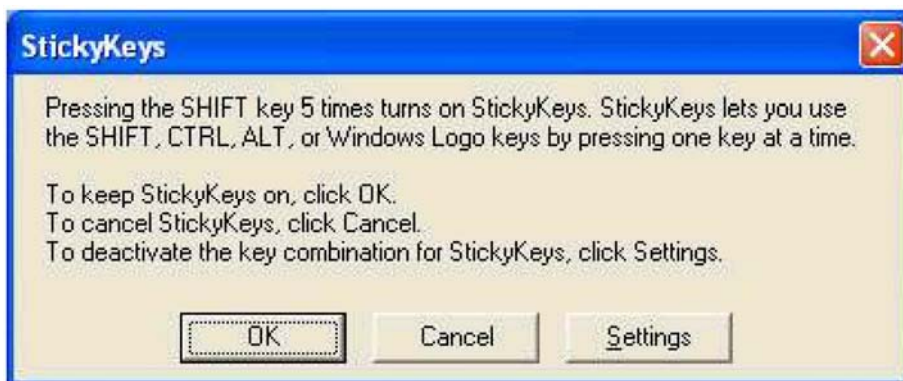 StickyKeys
Pressing the SHIFT key 5 times turns on StickyKeys. StickyKeys lets you use
the SHIFT, CTRL, ALT, or Windows Logo keys by pressing one key at a time.
To keep StickyKeys on, click OK.
To cancel StickyKeys, click Cancel.
To deactivate the key combination for StickyKeys, click Settings.
OK Cancel Settings